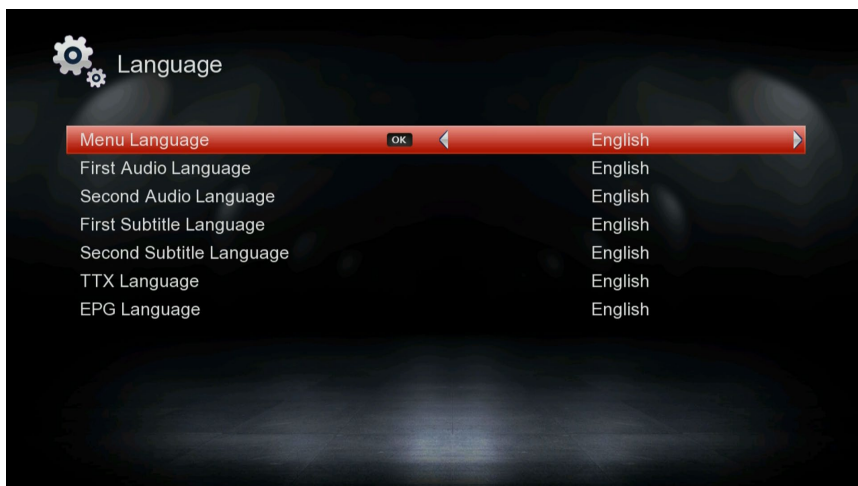 Language
Menu Language OK English
First Audio Language English
Second Audio Language English
First Subtitle Language English
Second Subtitle Language English
TTX Language English
EPG Language English